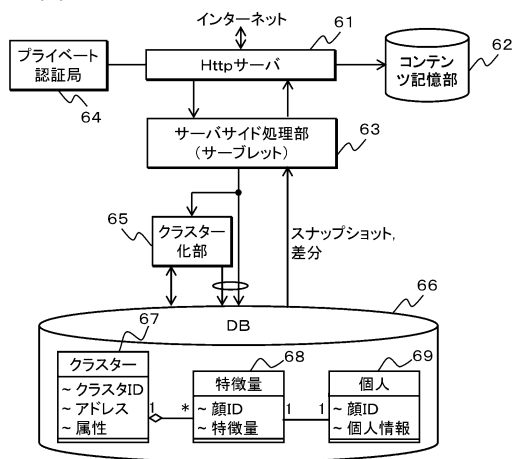 インターネット
61
プライベート
認証局
64
Httpサーバ
コンテン
ツ記憶部
62
サーバサイド処理部
(サーブレット)
63
65
クラスター
化部
スナップショット,
差分
66
DB
67
クラスター
~ クラスタID
~ アドレス
~ 属性
1
*
68
特徴量
~ 顔ID
~ 特徴量
1
1
69
個人
~ 顔ID
~ 個人情報